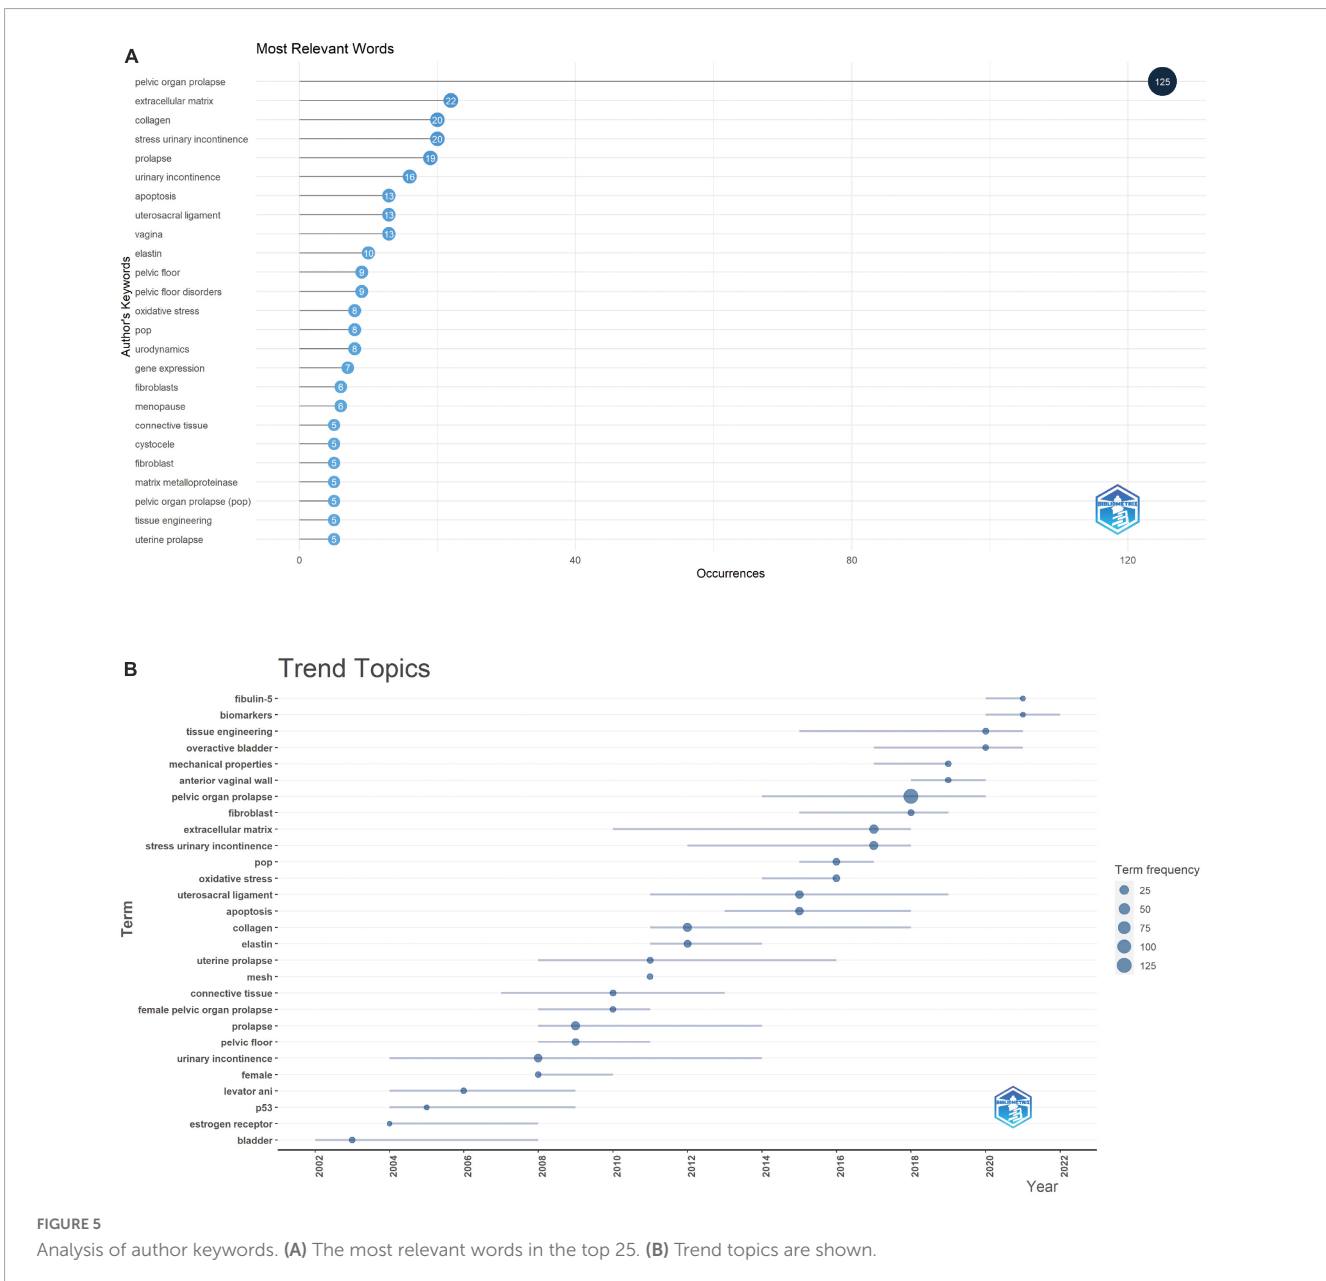 A
Most Relevant Words
Author's Keywords
pelvic organ prolapse 125
extracellular matrix 22
collagen 20
stress urinary incontinence 20
prolapse 19
urinary incontinence 16
apoptosis 13
uterosacral ligament 13
vagina 13
elastin 10
pelvic floor 9
pelvic floor disorders 9
oxidative stress 8
pop 8
urodynamics 8
gene expression 7
fibroblasts 6
menopause 6
connective tissue 5
cystocele 5
fibroblast 5
matrix metalloproteinase 5
pelvic organ prolapse (pop) 5
tissue engineering 5
uterine prolapse 5
BIBLIOMETRIX
0 40 80 120
Occurrences
B
Trend Topics
Term
fibulin-5
biomarkers
tissue engineering
overactive bladder
mechanical properties
anterior vaginal wall
pelvic organ prolapse
fibroblast
extracellular matrix
stress urinary incontinence
pop
oxidative stress
uterosacral ligament
apoptosis
collagen
elastin
uterine prolapse
mesh
connective tissue
female pelvic organ prolapse
prolapse
pelvic floor
urinary incontinence
female
levator ani
p53
estrogen receptor
bladder
Term frequency
25
50
75
100
125
BIBLIOMETRIX
2002 2004 2006 2008 2010 2012 2014 2016 2018 2020 2022
Year
FIGURE 5
Analysis of author keywords. (A) The most relevant words in the top 25. (B) Trend topics are shown.